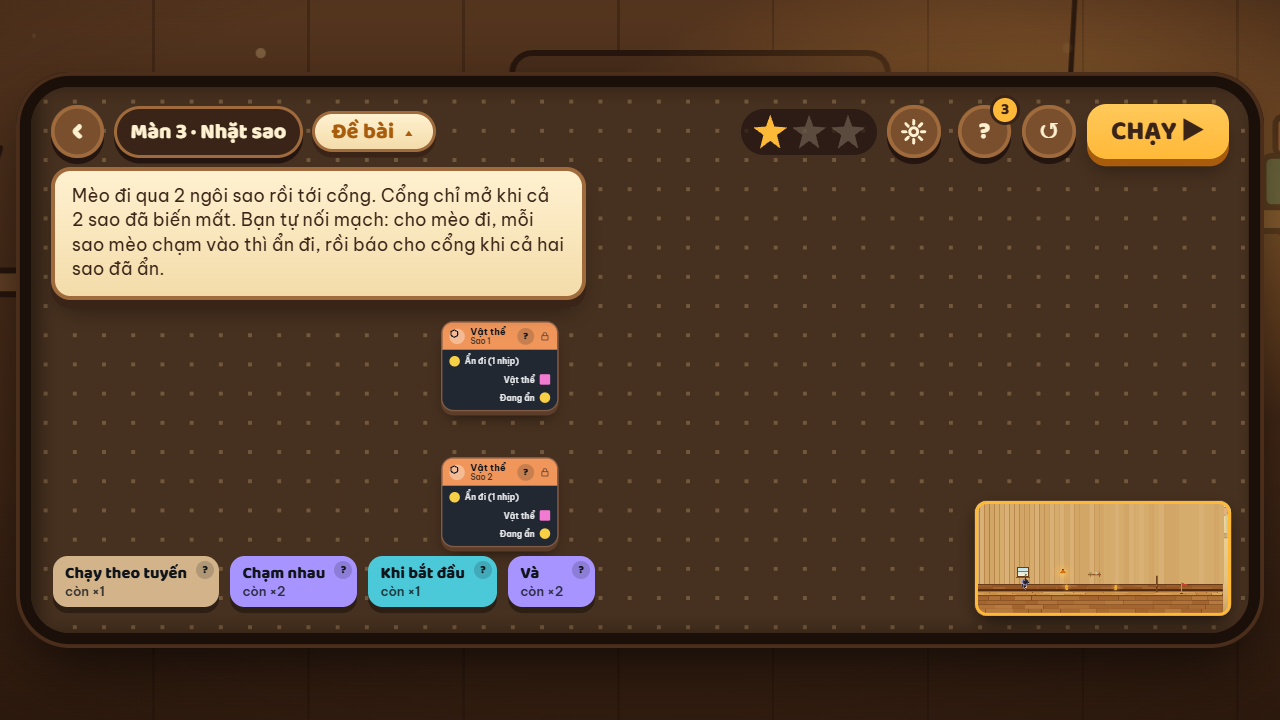 Màn 3 • Nhặt sao
Đề bài ▲
3
?
CHẠY
Mèo đi qua 2 ngôi sao rồi tới cổng. Cổng chỉ mở khi cả
2 sao đã biến mất. Bạn tự nối mạch: cho mèo đi, mỗi
sao mèo chạm vào thì ẩn đi, rồi báo cho cổng khi cả hai
sao đã ẩn.
Vật thể ?
Sao 1
Ẩn đi (1 nhịp)
Vật thể
Đang ẩn
Vật thể ?
Sao 2
Ẩn đi (1 nhịp)
Vật thể
Đang ẩn
Chạy theo tuyến ?
còn ×1
Chạm nhau ?
còn ×2
Khi bắt đầu ?
còn ×1
Và ?
còn ×2